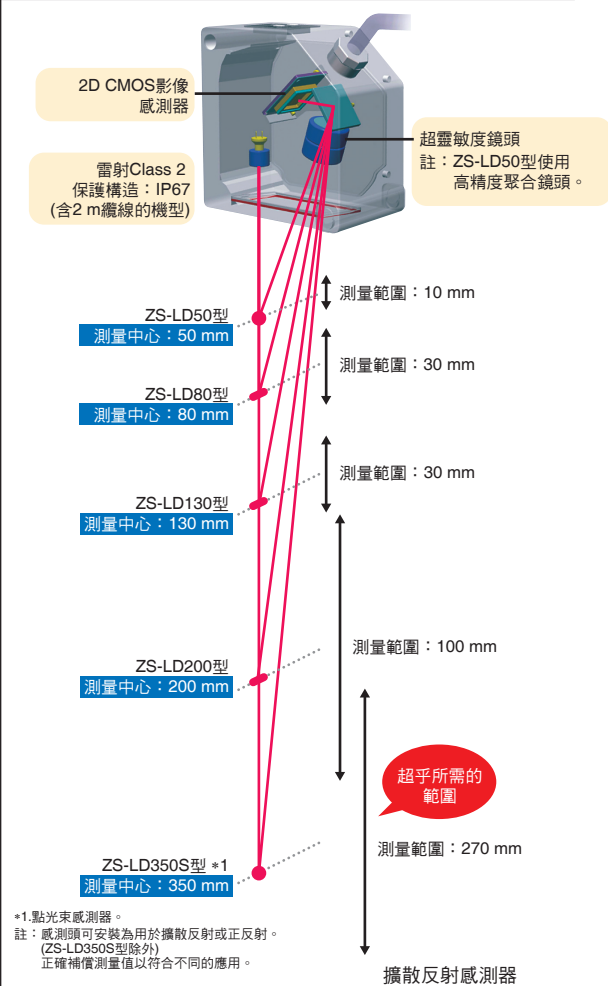 2D CMOS影像
感測器
超靈敏度鏡頭
註：ZS-LD50型使用
高精度聚合鏡頭。
雷射Class 2
保護構造：IP67
(含2 m纜線的機型)
測量範圍：10 mm
ZS-LD50型
測量中心：50 mm
測量範圍：30 mm
ZS-LD80型
測量中心：80 mm
測量範圍：30 mm
ZS-LD130型
測量中心：130 mm
測量範圍：100 mm
ZS-LD200型
測量中心：200 mm
超乎所需的
範圍
測量範圍：270 mm
ZS-LD350S型 *1
測量中心：350 mm
*1.點光束感測器。
註：感測頭可安裝為用於擴散反射或正反射。
(ZS-LD350S型除外)
正確補償測量值以符合不同的應用。
擴散反射感測器